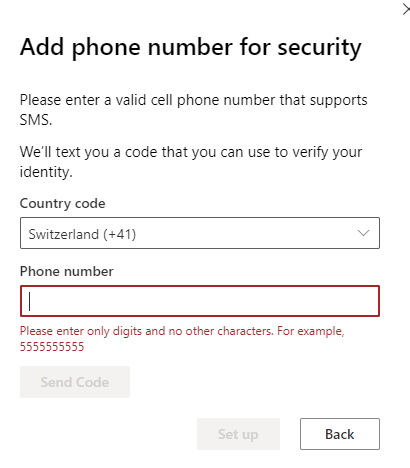 Add phone number for security
Please enter a valid cell phone number that supports
SMS.
We'll text you a code that you can use to verify your
identity.
Country code
Switzerland (+41)
Phone number
Please enter only digits and no other characters. For example,
5555555555
Send Code
Set up
Back